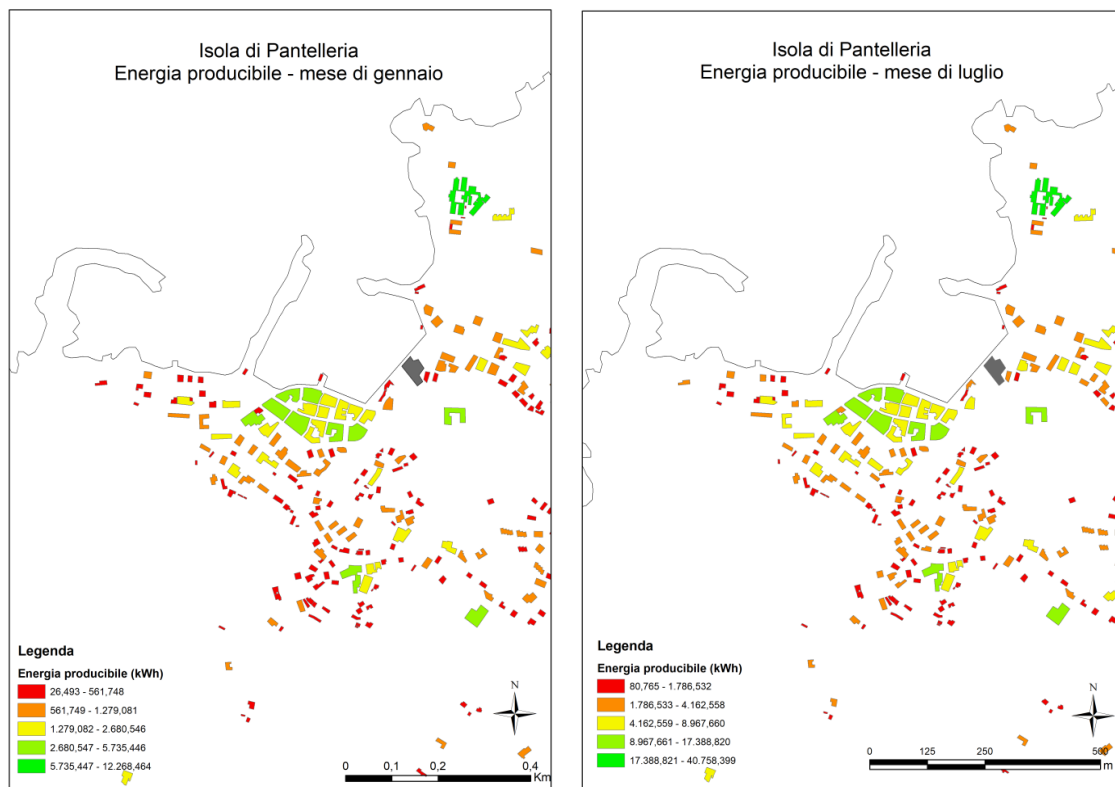 Isola di Pantelleria
Energia producibile - mese di gennaio
N
Legenda
Energia producibile (kWh)
26,493 - 561,748
561,749 - 1.279,081
1.279,082 - 2.680,546
2.680,547 - 5.735,446
5.735,447 - 12.268,464
0 0,2 0,4
Km
Isola di Pantelleria
Energia producibile - mese di luglio
N
Legenda
Energia producibile (kWh)
80,765 - 1.786,532
1.786,533 - 4.162,558
4.162,559 - 8.967,660
8.967,661 - 17.388,820
17.388,821 - 40.758,399
0 125 250 500
m